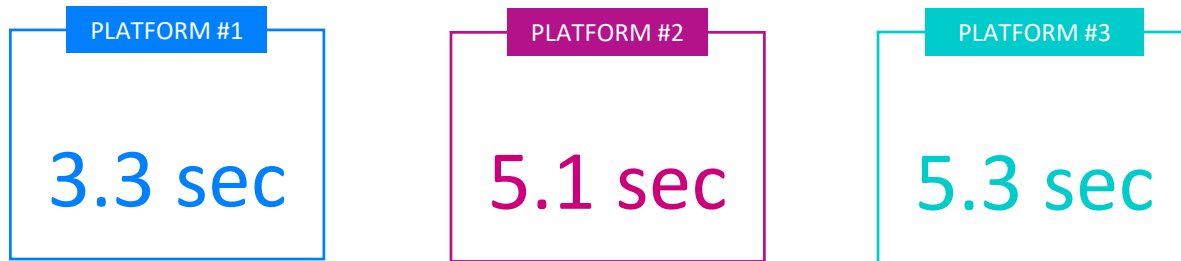 PLATFORM #1
3.3 sec
PLATFORM #2
5.1 sec
PLATFORM #3
5.3 sec